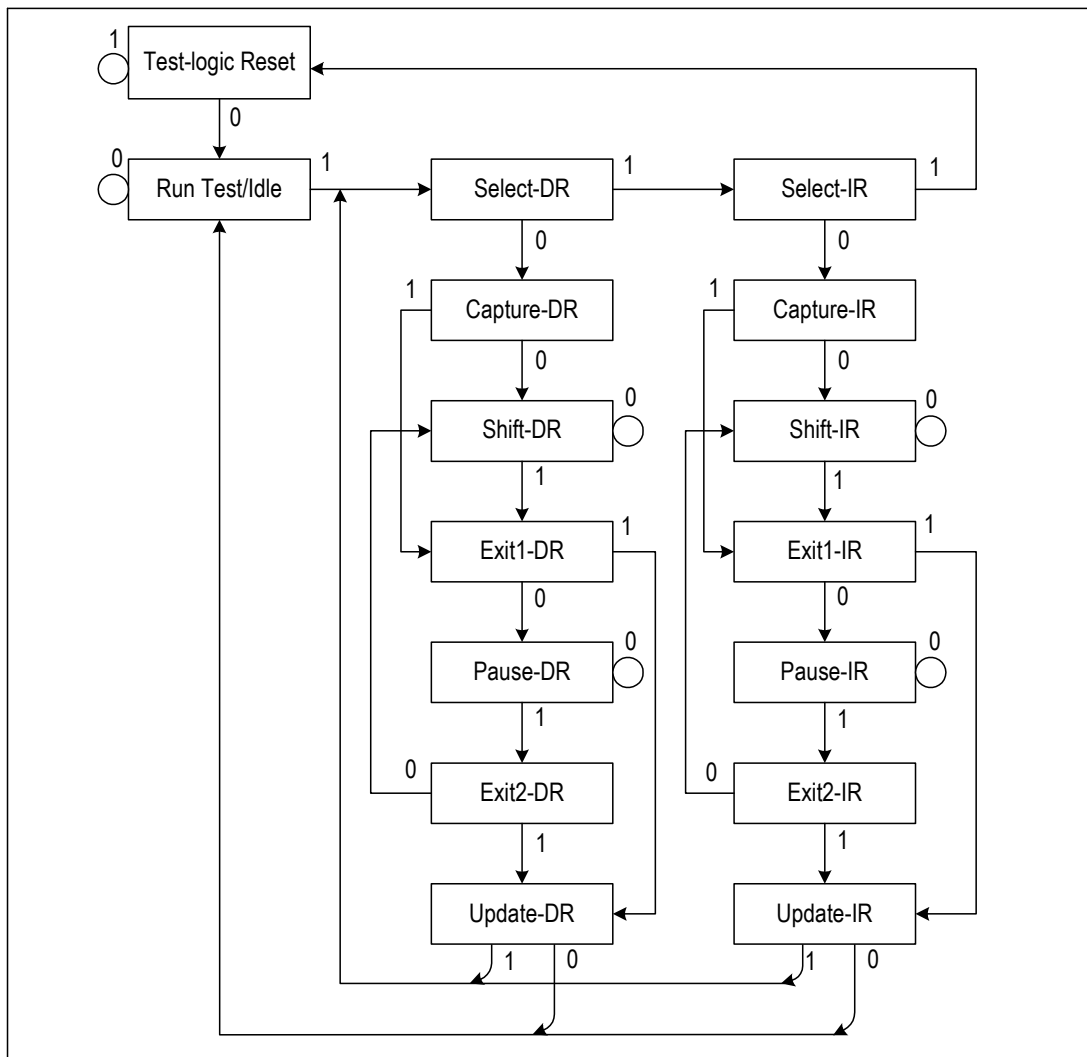 1
Test-logic Reset
0
0
Run Test/Idle
1
Select-DR
1
Select-IR
1
0
0
1
Capture-DR
1
Capture-IR
0
0
Shift-DR
0
Shift-IR
0
1
1
Exit1-DR
1
Exit1-IR
1
0
0
Pause-DR
0
Pause-IR
0
1
1
0
Exit2-DR
0
Exit2-IR
1
1
Update-DR
Update-IR
1
0
1
0